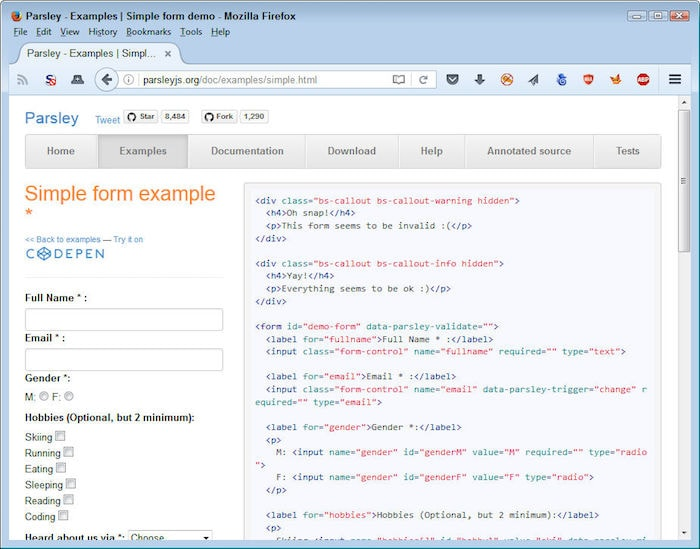 Parsley - Examples | Simple form demo - Mozilla Firefox
File Edit View History Bookmarks Tools Help
Parsley - Examples | Simpl...
parsleyjs.org/doc/examples/simple.html
ABP
Parsley Tweet Star 8,484 Fork 1,290
Home Examples Documentation Download Help Annotated source Tests
Simple form example
*
<< Back to examples — Try it on
CODEPEN
Full Name * :
Email * :
Gender *:
M: F:
Hobbies (Optional, but 2 minimum):
Skiing
Running
Eating
Sleeping
Reading
Coding
Heard about us via *: Choose
<div class="bs-callout bs-callout-warning hidden">
<h4>Oh snap!</h4>
<p>This form seems to be invalid :(</p>
</div>
<div class="bs-callout bs-callout-info hidden">
<h4>Yay!</h4>
<p>Everything seems to be ok :)</p>
</div>
<form id="demo-form" data-parsley-validate="">
<label for="fullname">Full Name * :</label>
<input class="form-control" name="fullname" required="" type="text">
<label for="email">Email * :</label>
<input class="form-control" name="email" data-parsley-trigger="change" r
equired="" type="email">
<label for="gender">Gender *:</label>
<p>
M: <input name="gender" id="genderM" value="M" required="" type="radio
">
F: <input name="gender" id="genderF" value="F" type="radio">
</p>
<label for="hobbies">Hobbies (Optional, but 2 minimum):</label>
<p>